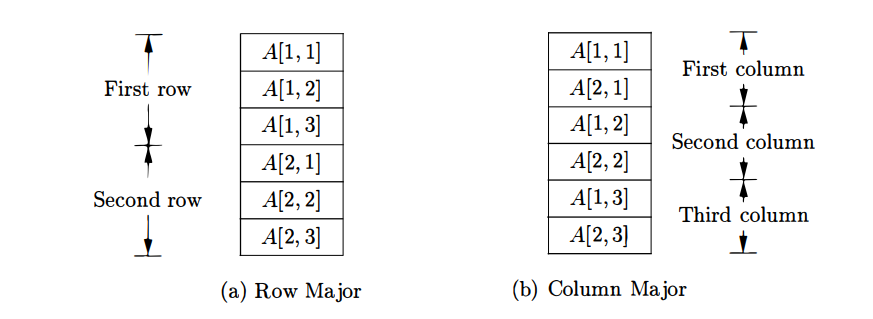 First row
Second row
A[1, 1]
A[1, 2]
A[1, 3]
A[2, 1]
A[2, 2]
A[2, 3]
(a) Row Major
A[1, 1]
A[2, 1]
A[1, 2]
A[2, 2]
A[1, 3]
A[2, 3]
First column
Second column
Third column
(b) Column Major